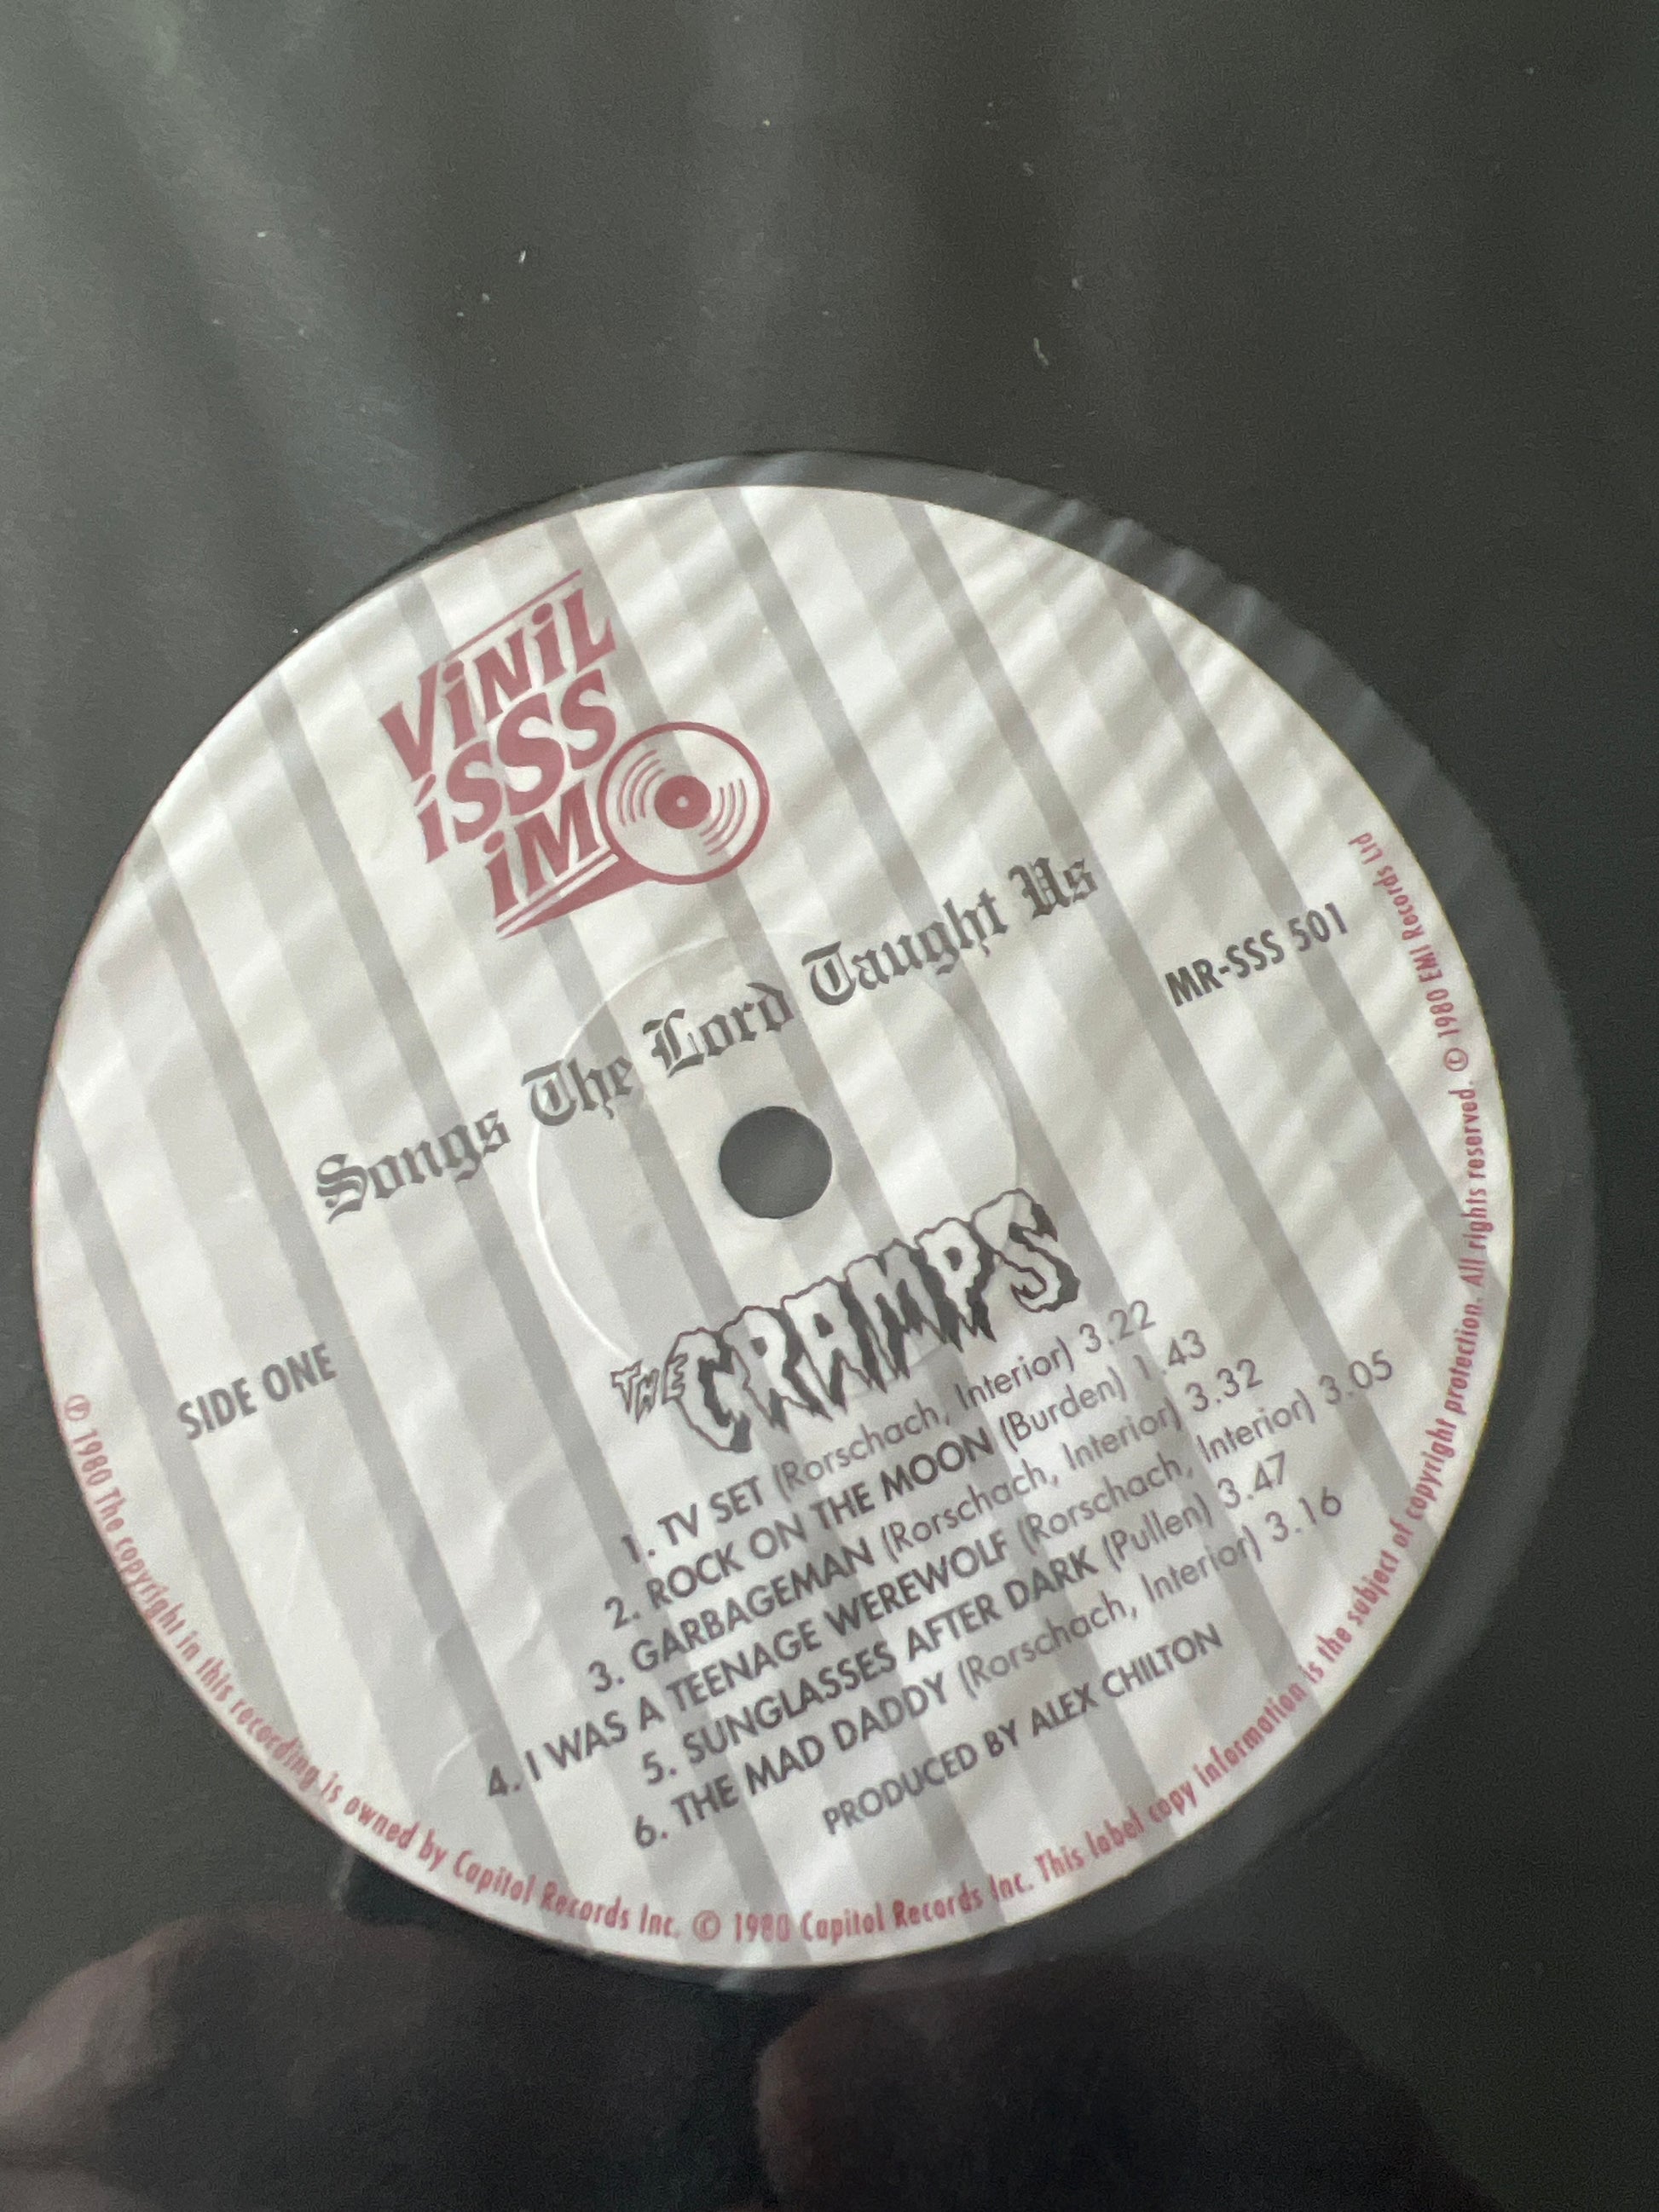 ViNiL
iSSS
iMO
Songs The Lord Taught Us
MR-SSS 501
SIDE ONE
THE CRAMPS
1. TV SET (Rorschach, Interior) 3.22
2. ROCK ON THE MOON (Burden) 1.43
3. GARBAGEMAN (Rorschach, Interior) 3.32
4. I WAS A TEENAGE WEREWOLF (Rorschach, Interior) 3.05
5. SUNGLASSES AFTER DARK (Pullen) 3.47
6. THE MAD DADDY (Rorschach, Interior) 3.16
PRODUCED BY ALEX CHILTON
℗ 1980 The copyright in this recording is owned by Capitol Records Inc. © 1980 Capitol Records Inc. This label copy information is the subject of copyright protection. All rights reserved. © 1980 EMI Records Ltd